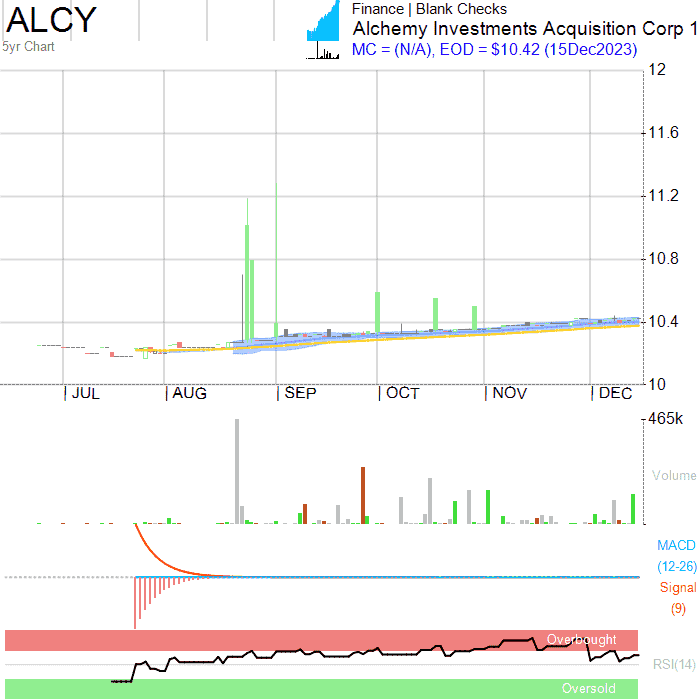 ALCY
5yr Chart
Finance | Blank Checks
Alchemy Investments Acquisition Corp 1
MC = (N/A), EOD = $10.42 (15Dec2023)
12
11.6
11.2
10.8
10.4
10
JUL
AUG
SEP
OCT
NOV
DEC
465k
Volume
MACD
(12-26)
Signal
(9)
Overbought
RSI(14)
Oversold